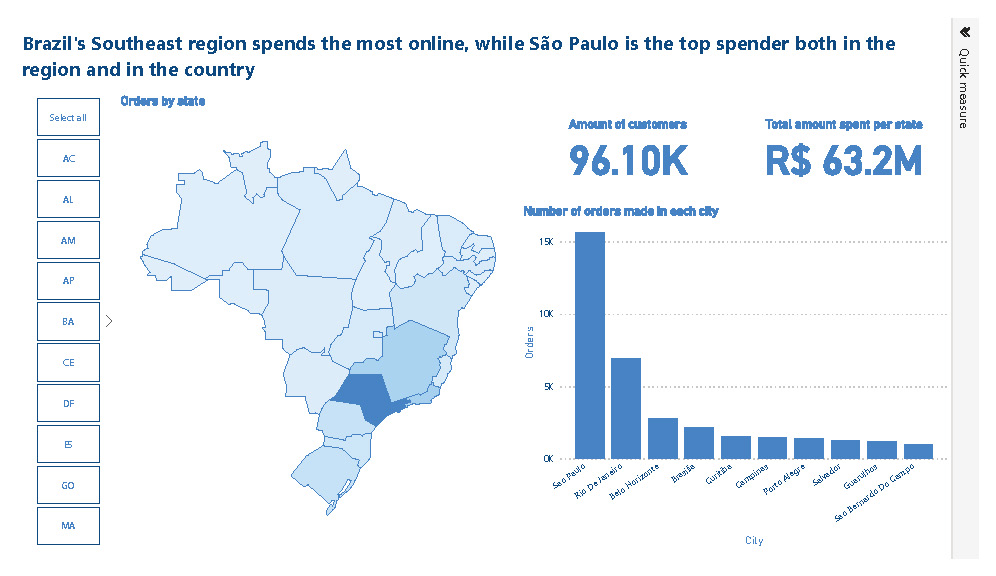 Brazil's Southeast region spends the most online, while São Paulo is the top spender both in the
region and in the country
Quick measure
Select all
AC
AL
AM
AP
BA
CE
DF
ES
GO
MA
Orders by state
Amount of customers
96.10K
Total amount spent per state
R$ 63.2M
Number of orders made in each city
Orders
15K
10K
5K
0K
Sao Paulo
Rio De Janeiro
Belo Horizonte
Brasilia
Curitiba
Campinas
Porto Alegre
Salvador
Guarulhos
Sao Bernardo Do Campo
City